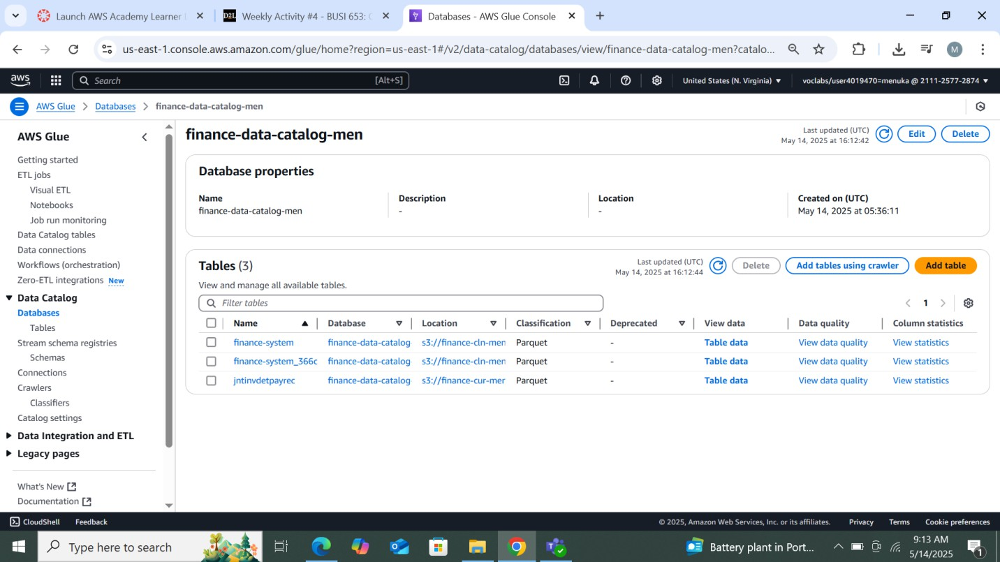 Launch AWS Academy Learner
D2L Weekly Activity #4 - BUSI 653:
Databases - AWS Glue Console
us-east-1.console.aws.amazon.com/glue/home?region=us-east-1#/v2/data-catalog/databases/view/finance-data-catalog-men?catalo...
M
aws
Search [Alt+S]
United States (N. Virginia)
voclabs/user4019470=menuka @ 2111-2577-2874
AWS Glue
Databases
finance-data-catalog-men
AWS Glue
Getting started
ETL jobs
Visual ETL
Notebooks
Job run monitoring
Data Catalog tables
Data connections
Workflows (orchestration)
Zero-ETL integrations New
Data Catalog
Databases
Tables
Stream schema registries
Schemas
Connections
Crawlers
Classifiers
Catalog settings
Data Integration and ETL
Legacy pages
What's New
Documentation
finance-data-catalog-men
Last updated (UTC)
May 14, 2025 at 16:12:42
Edit
Delete
Database properties
Name
finance-data-catalog-men
Description
-
Location
-
Created on (UTC)
May 14, 2025 at 05:36:11
Tables (3)
Last updated (UTC)
May 14, 2025 at 16:12:44
Delete
Add tables using crawler
Add table
View and manage all available tables.
Filter tables
1
Name Database Location Classification Deprecated View data Data quality Column statistics
finance-system finance-data-catalog- s3://finance-cln-men Parquet - Table data View data quality View statistics
finance-system_366c finance-data-catalog- s3://finance-cln-men Parquet - Table data View data quality View statistics
jntinvdetpayrec finance-data-catalog- s3://finance-cur-mer Parquet - Table data View data quality View statistics
CloudShell Feedback
© 2025, Amazon Web Services, Inc. or its affiliates. Privacy Terms Cookie preferences
Type here to search
Battery plant in Port...
9:13 AM
5/14/2025
1